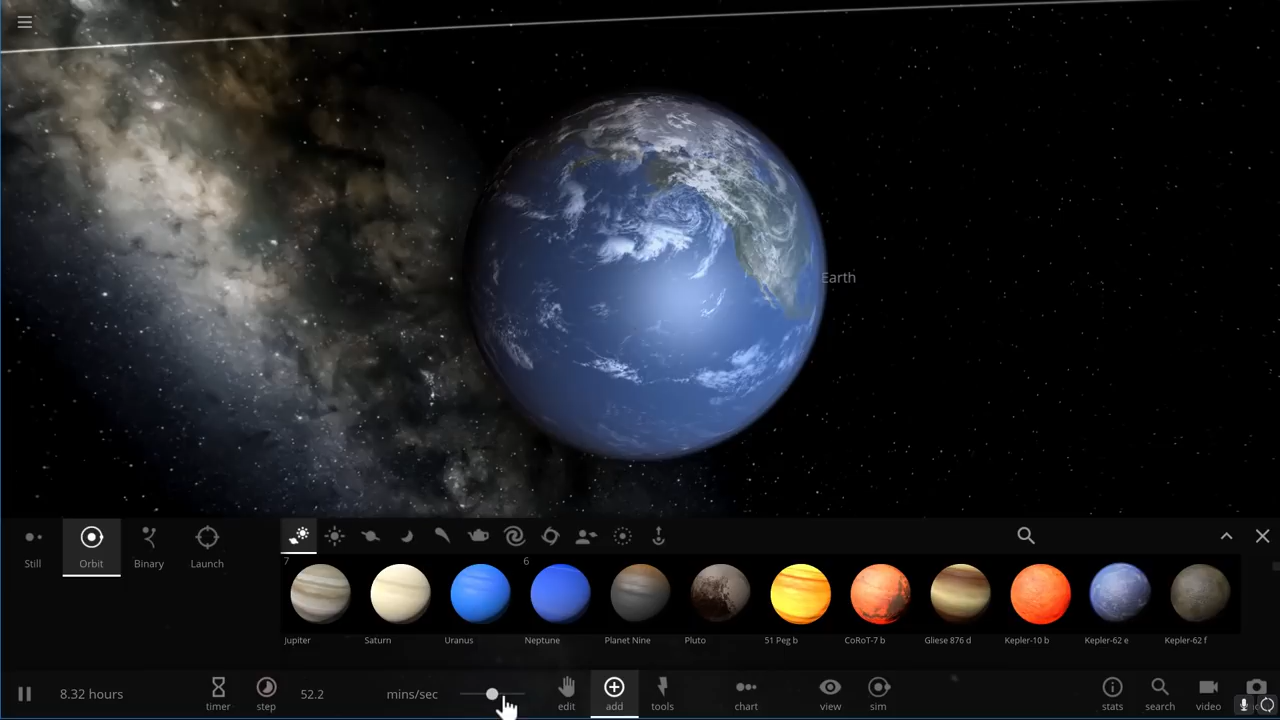 Earth
Still
Orbit
Binary
Launch
7
6
Jupiter
Saturn
Uranus
Neptune
Planet Nine
Pluto
51 Peg b
CoRoT-7 b
Gliese 876 d
Kepler-10 b
Kepler-62 e
Kepler-62 f
8.32 hours
timer
step
52.2
mins/sec
edit
add
tools
chart
view
sim
stats
search
video